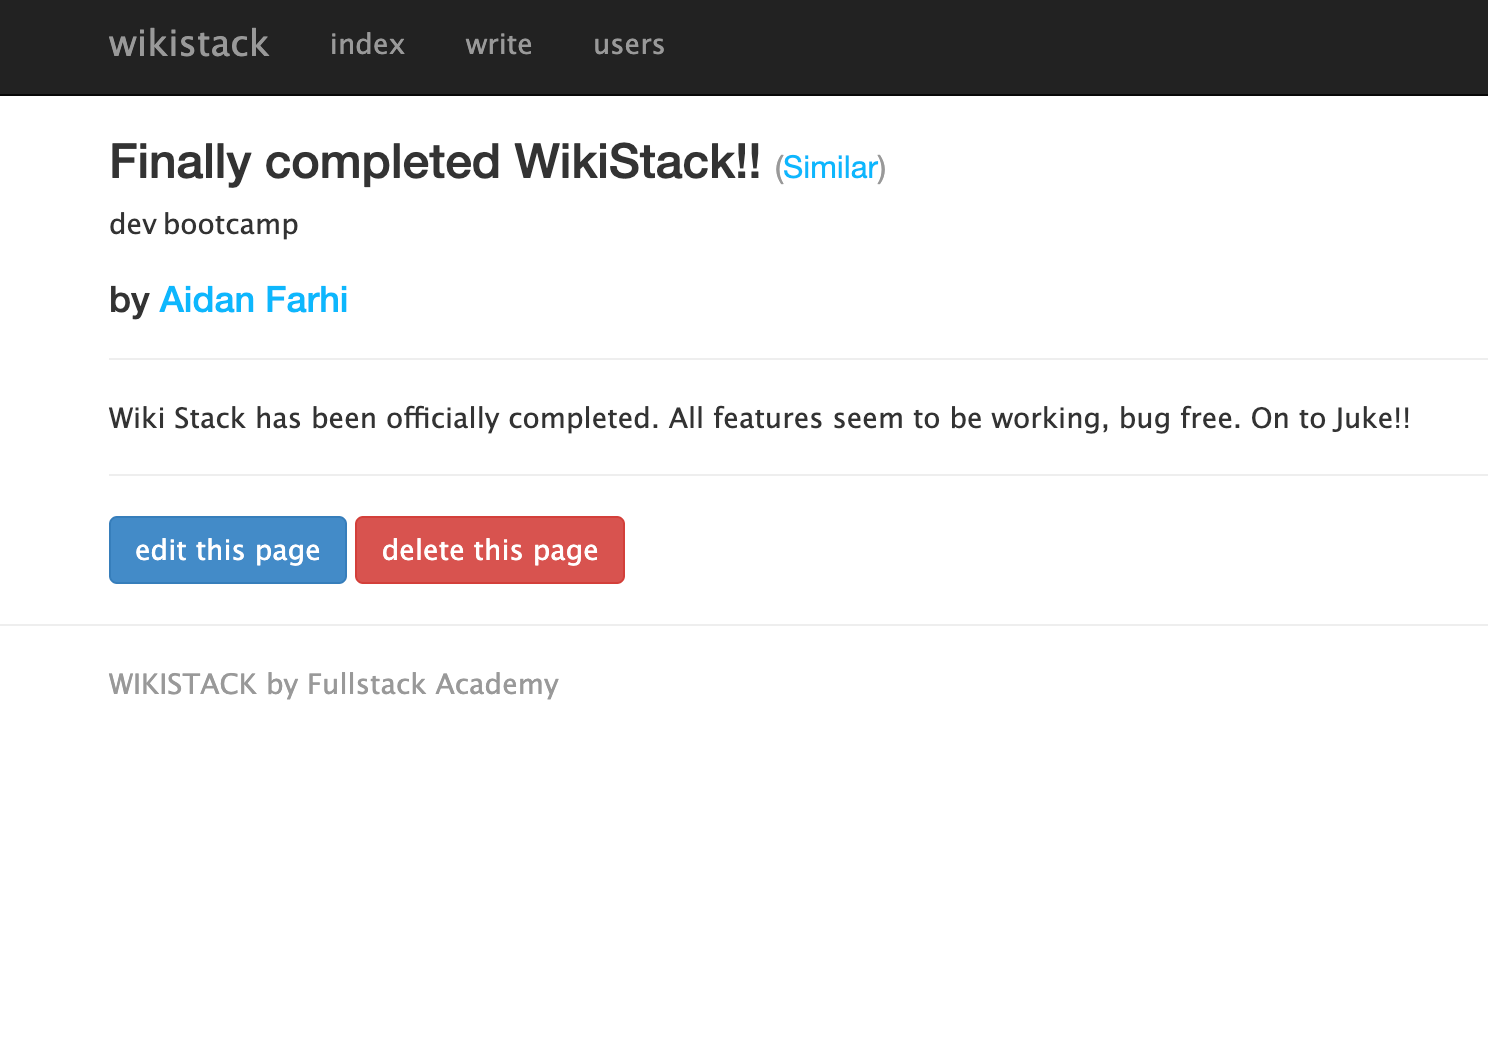 wikistack index write users
Finally completed WikiStack!! (Similar)
dev bootcamp
by Aidan Farhi
Wiki Stack has been officially completed. All features seem to be working, bug free. On to Juke!!
edit this page delete this page
WIKISTACK by Fullstack Academy